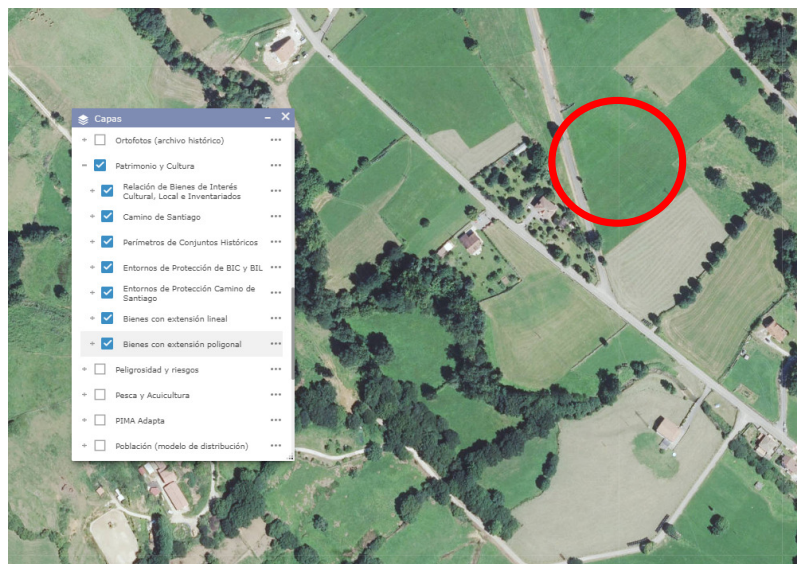 Capas
Ortofotos (archivo histórico)
Patrimonio y Cultura
Relación de Bienes de Interés
Cultural, Local e Inventariados
Camino de Santiago
Perímetros de Conjuntos Históricos
Entornos de Protección de BIC y BIL
Entornos de Protección Camino de
Santiago
Bienes con extensión lineal
Bienes con extensión poligonal
Peligrosidad y riesgos
Pesca y Acuicultura
PIMA Adapta
Población (modelo de distribución)